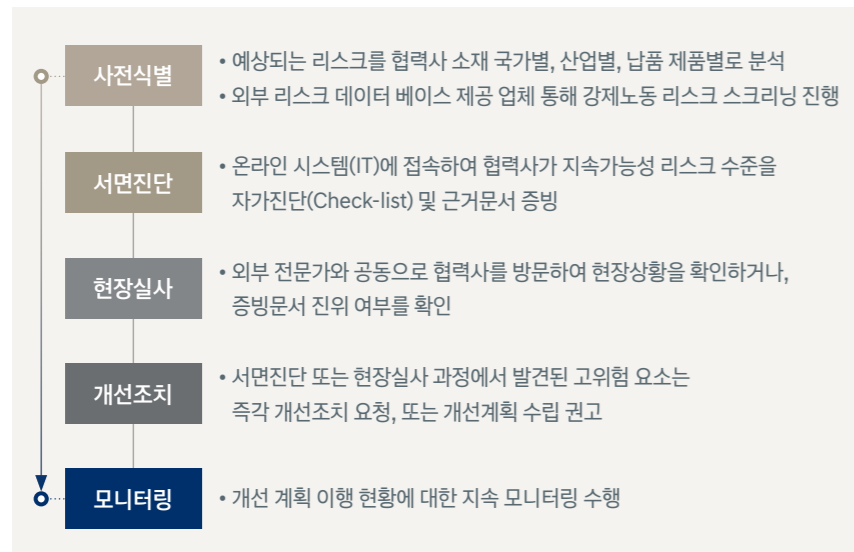 사전식별
• 예상되는 리스크를 협력사 소재 국가별, 산업별, 납품 제품별로 분석
• 외부 리스크 데이터 베이스 제공 업체 통해 강제노동 리스크 스크리닝 진행
서면진단
• 온라인 시스템(IT)에 접속하여 협력사가 지속가능성 리스크 수준을
자가진단(Check-list) 및 근거문서 증빙
현장실사
• 외부 전문가와 공동으로 협력사를 방문하여 현장상황을 확인하거나,
증빙문서 진위 여부를 확인
개선조치
• 서면진단 또는 현장실사 과정에서 발견된 고위험 요소는
즉각 개선조치 요청, 또는 개선계획 수립 권고
모니터링
• 개선 계획 이행 현황에 대한 지속 모니터링 수행